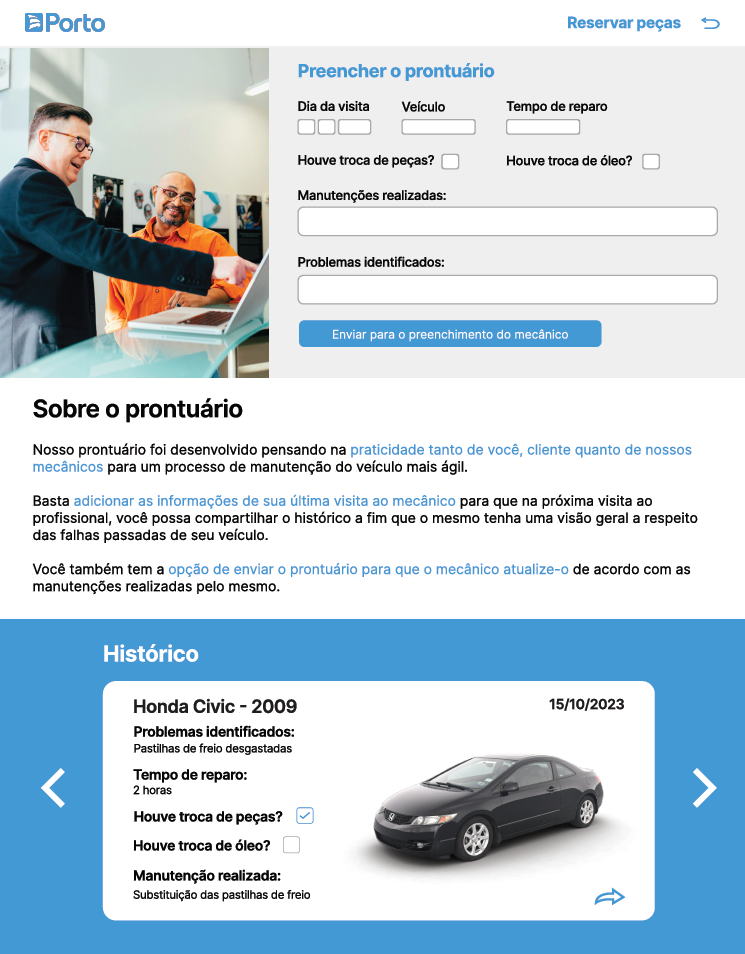 Porto
Reservar peças
Preencher o prontuário
Dia da visita
Veículo
Tempo de reparo
Houve troca de peças?
Houve troca de óleo?
Manutenções realizadas:
Problemas identificados:
Enviar para o preenchimento do mecânico
Sobre o prontuário
Nosso prontuário foi desenvolvido pensando na praticidade tanto de você, cliente quanto de nossos
mecânicos para um processo de manutenção do veículo mais ágil.
Basta adicionar as informações de sua última visita ao mecânico para que na próxima visita ao
profissional, você possa compartilhar o histórico a fim que o mesmo tenha uma visão geral a respeito
das falhas passadas de seu veículo.
Você também tem a opção de enviar o prontuário para que o mecânico atualize-o de acordo com as
manutenções realizadas pelo mesmo.
Histórico
Honda Civic - 2009
15/10/2023
Problemas identificados:
Pastilhas de freio desgastadas
Tempo de reparo:
2 horas
Houve troca de peças?
Houve troca de óleo?
Manutenção realizada:
Substituição das pastilhas de freio